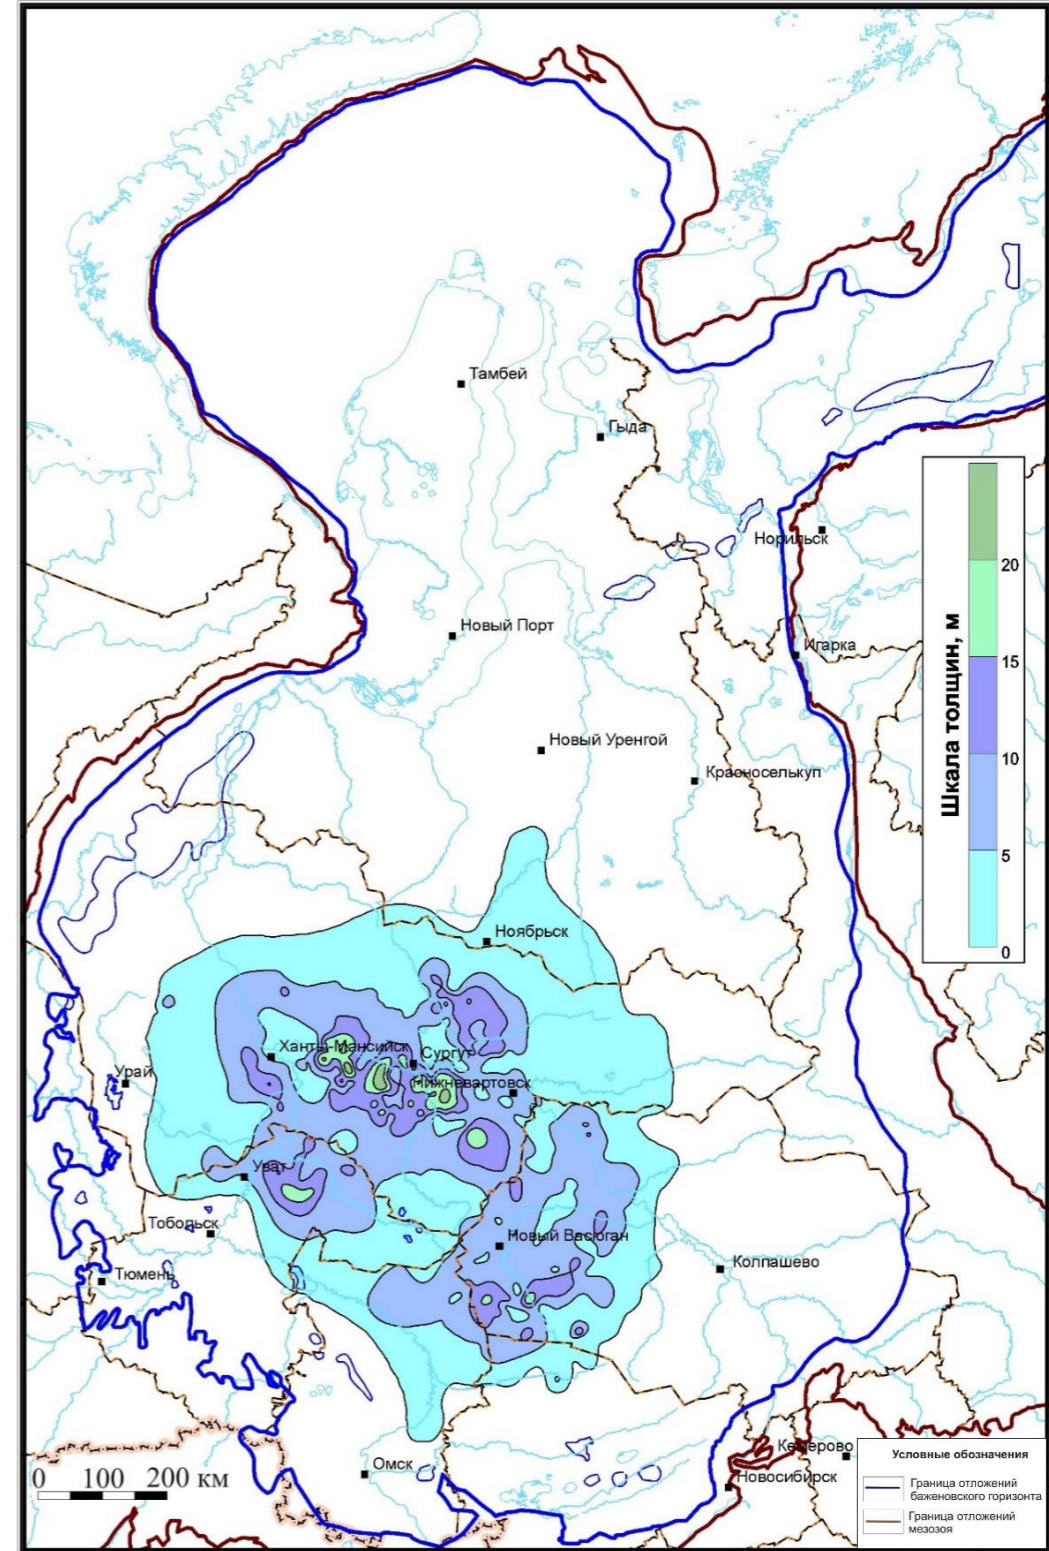 Тамбей
Гыда
Норильск
Новый Порт
Игарка
Новый Уренгой
Красноселькуп
Шкала толщин, м
20
15
10
5
0
Ноябрьск
Ханты-Мансийск
Сургут
Урай
Нижневартовск
Уват
Тобольск
Новый Васюган
Колпашево
Тюмень
Омск
Кемерово
Новосибирск
0 100 200 км
Условные обозначения
Граница отложений
баженовского горизонта
Граница отложений
мезозоя